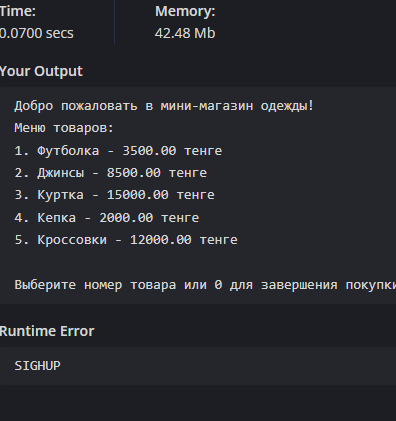 Time:
Memory:
0.0700 secs
42.48 Mb
Your Output
Добро пожаловать в мини-магазин одежды!
Меню товаров:
1. Футболка - 3500.00 тенге
2. Джинсы - 8500.00 тенге
3. Куртка - 15000.00 тенге
4. Кепка - 2000.00 тенге
5. Кроссовки - 12000.00 тенге
Выберите номер товара или 0 для завершения покупки
Runtime Error
SIGHUP